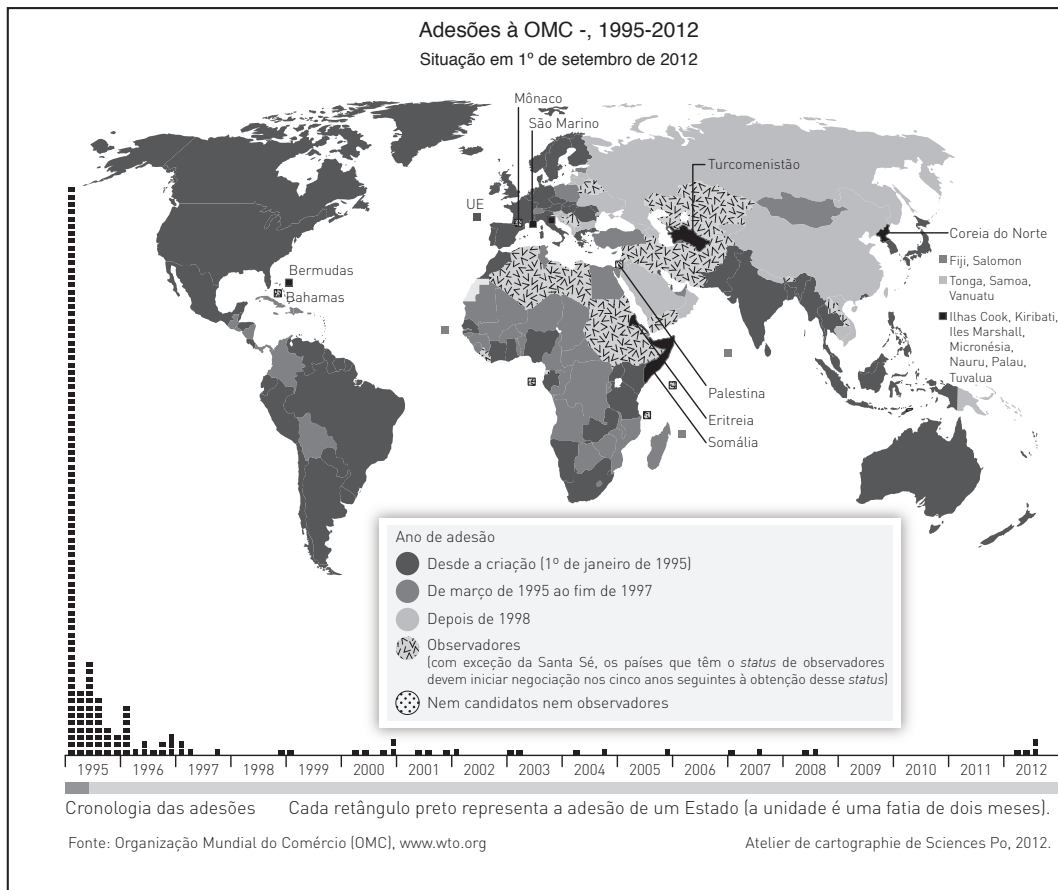 Adesões à OMC -, 1995-2012
Situação em 1º de setembro de 2012
Mônaco
São Marino
Turcomenistão
UE
Coreia do Norte
Bermudas
Bahamas
Fiji, Salomon
Tonga, Samoa,
Vanuatu
Ilhas Cook, Kiribati,
Iles Marshall,
Micronésia,
Nauru, Palau,
Tuvalua
Palestina
Eritreia
Somália
Ano de adesão
Desde a criação (1º de janeiro de 1995)
De março de 1995 ao fim de 1997
Depois de 1998
Observadores
(com exceção da Santa Sé, os países que têm o status de observadores
devem iniciar negociação nos cinco anos seguintes à obtenção desse status)
Nem candidatos nem observadores
1995 1996 1997 1998 1999 2000 2001 2002 2003 2004 2005 2006 2007 2008 2009 2010 2011 2012
Cronologia das adesões Cada retângulo preto representa a adesão de um Estado (a unidade é uma fatia de dois meses).
Fonte: Organização Mundial do Comércio (OMC), www.wto.org Atelier de cartographie de Sciences Po, 2012.